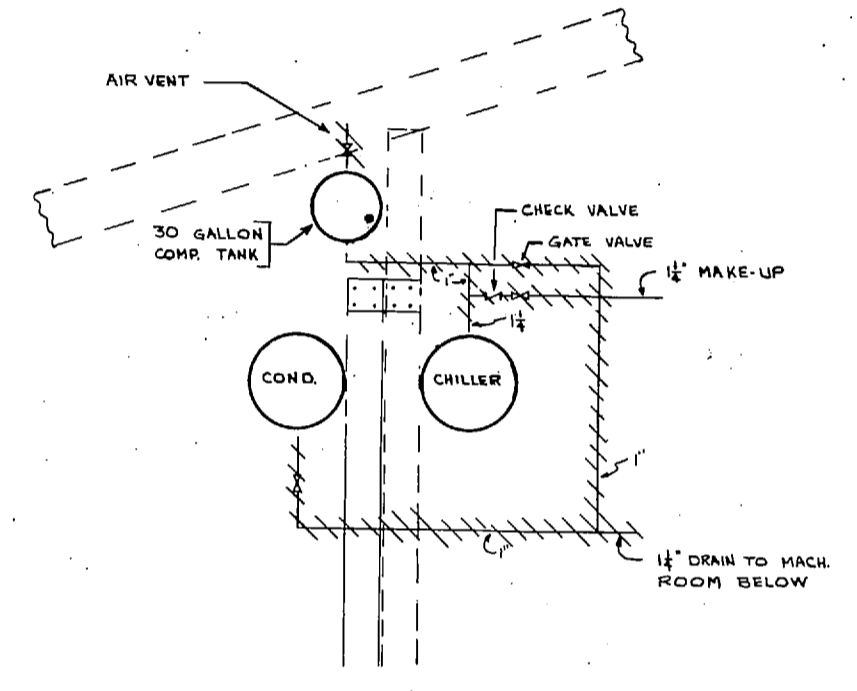 AIR VENT
CHECK VALVE
GATE VALVE
30 GALLON
COMP. TANK
1¼" MAKE-UP
1"
1¼
COND.
CHILLER
1"
1"
1¼" DRAIN TO MACH.
ROOM BELOW